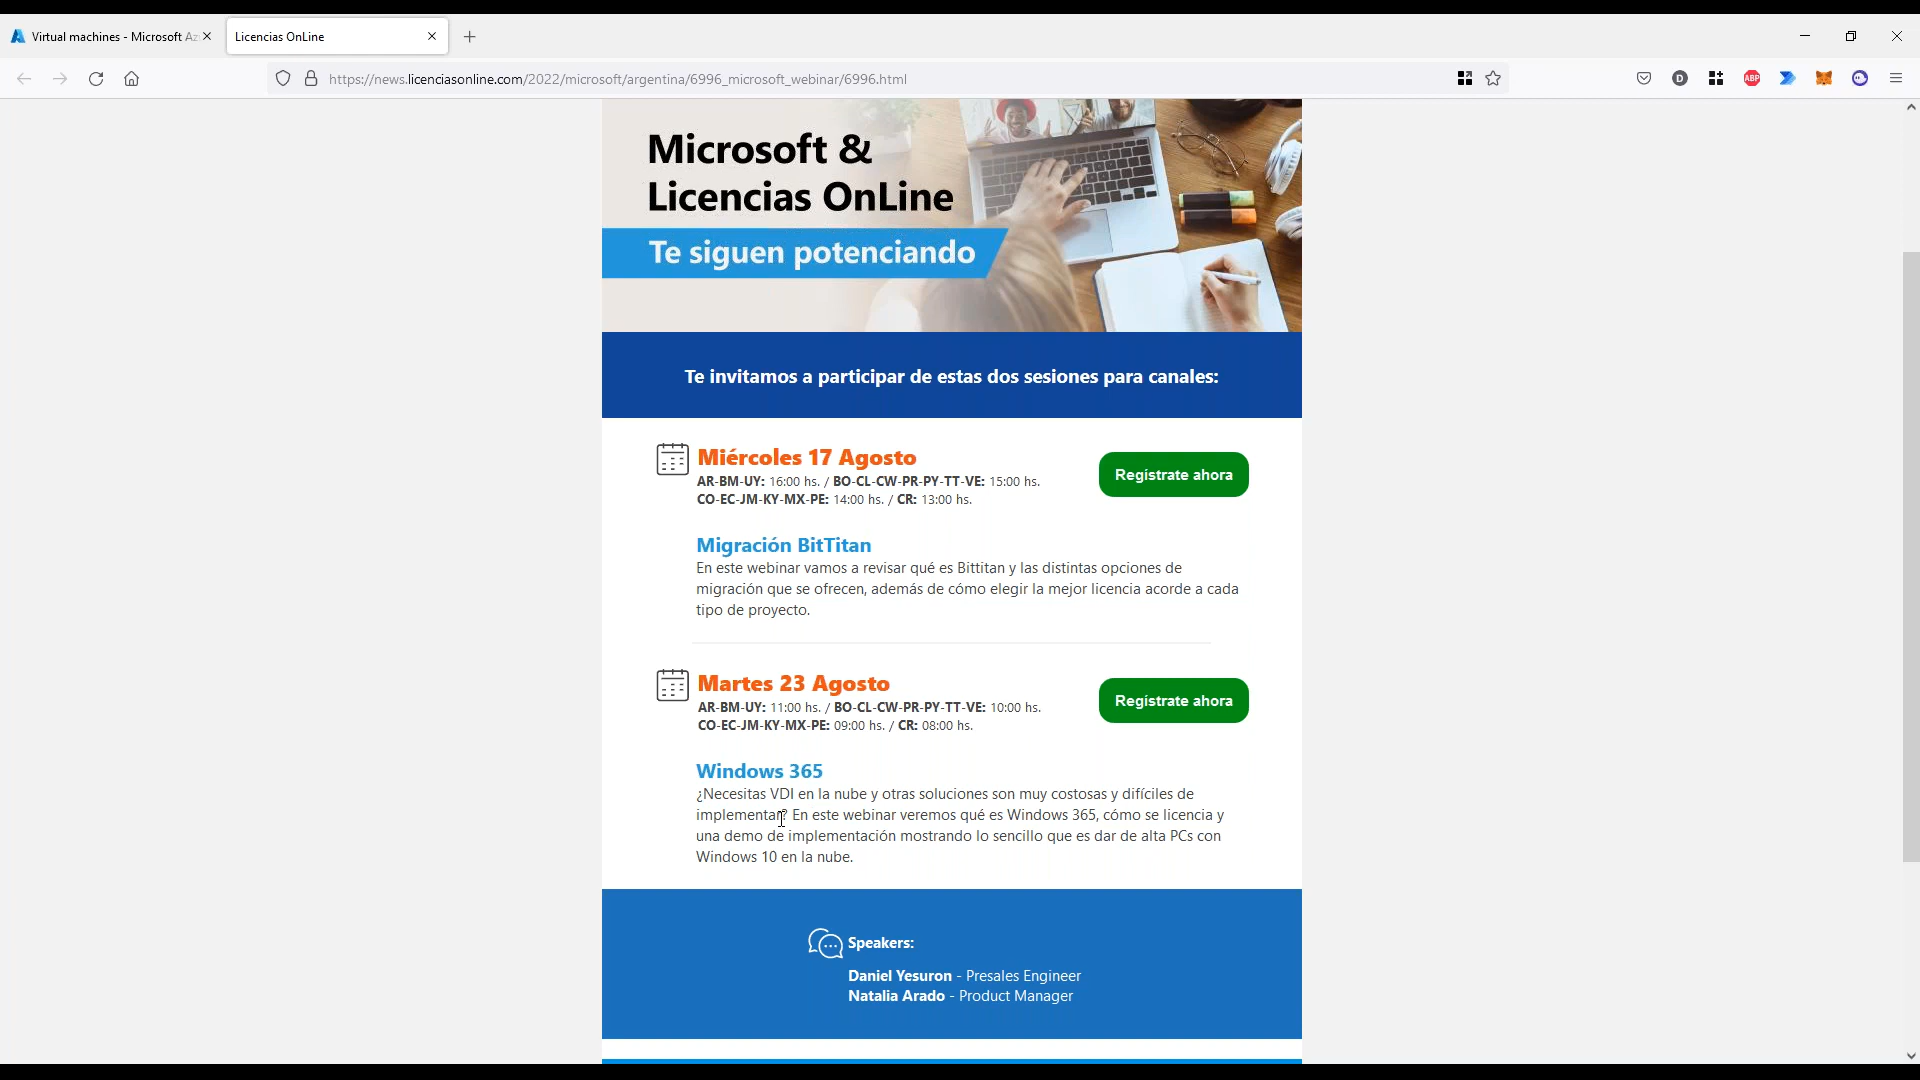 Virtual machines - Microsoft Az
Licencias OnLine
https://news.licenciasonline.com/2022/microsoft/argentina/6996_microsoft_webinar/6996.html
D
ABP
Microsoft &
Licencias OnLine
Te siguen potenciando
Te invitamos a participar de estas dos sesiones para canales:
Miércoles 17 Agosto
AR-BM-UY: 16:00 hs. / BO-CL-CW-PR-PY-TT-VE: 15:00 hs.
CO-EC-JM-KY-MX-PE: 14:00 hs. / CR: 13:00 hs.
Registrate ahora
Migración BitTitan
En este webinar vamos a revisar qué es Bittitan y las distintas opciones de
migración que se ofrecen, además de cómo elegir la mejor licencia acorde a cada
tipo de proyecto.
Martes 23 Agosto
AR-BM-UY: 11:00 hs. / BO-CL-CW-PR-PY-TT-VE: 10:00 hs.
CO-EC-JM-KY-MX-PE: 09:00 hs. / CR: 08:00 hs.
Registrate ahora
Windows 365
¿Necesitas VDI en la nube y otras soluciones son muy costosas y difíciles de
implementar? En este webinar veremos qué es Windows 365, cómo se licencia y
una demo de implementación mostrando lo sencillo que es dar de alta PCs con
Windows 10 en la nube.
Speakers:
Daniel Yesuron - Presales Engineer
Natalia Arado - Product Manager